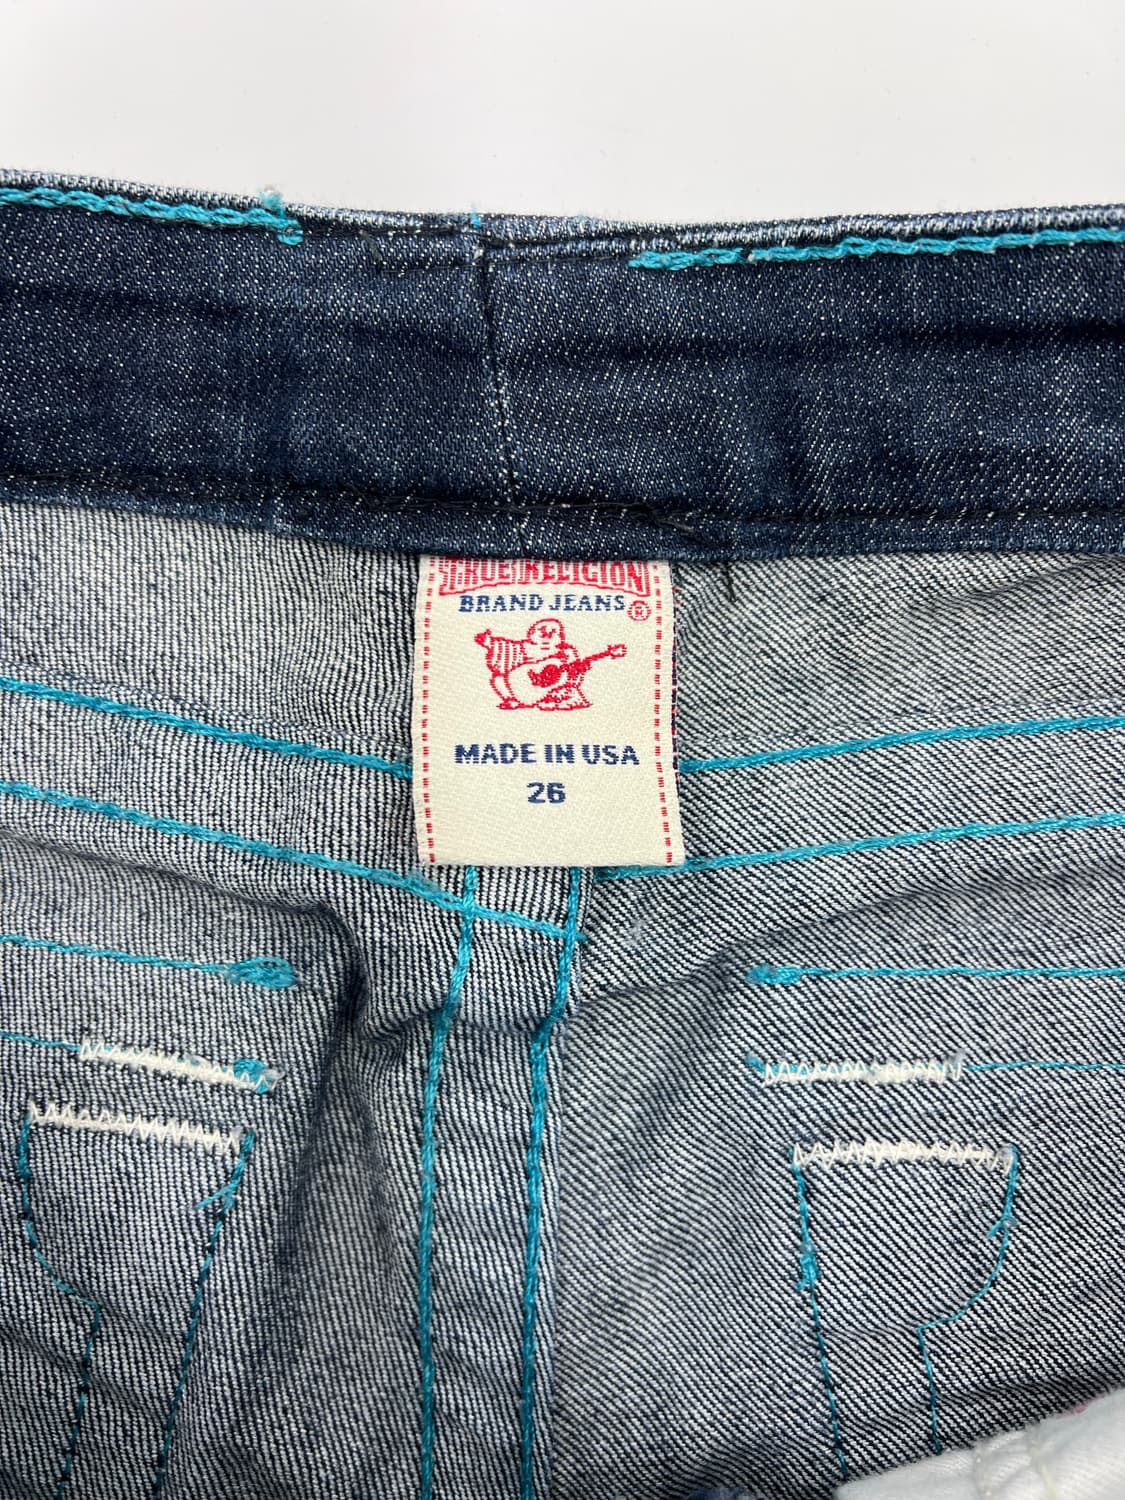 TRUE RELIGION
BRAND JEANS®
MADE IN USA
26